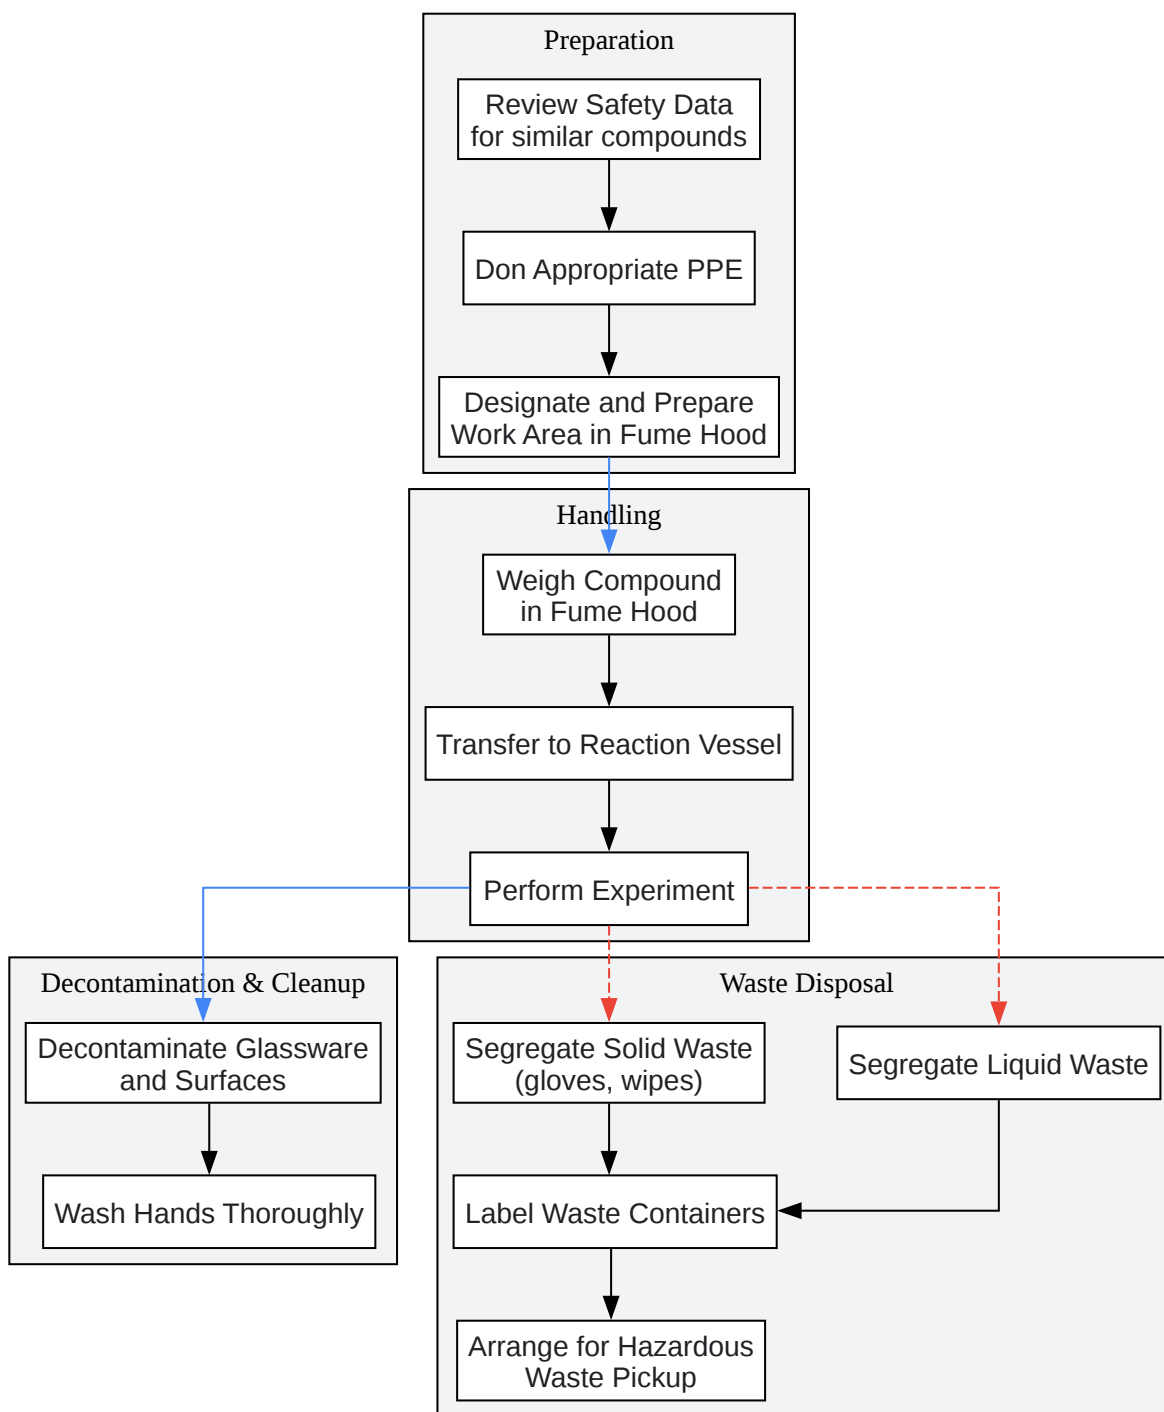 Preparation
Review Safety Data
for similar compounds
Don Appropriate PPE
Designate and Prepare
Work Area in Fume Hood
Handling
Weigh Compound
in Fume Hood
Transfer to Reaction Vessel
Perform Experiment
Decontamination & Cleanup
Decontaminate Glassware
and Surfaces
Wash Hands Thoroughly
Waste Disposal
Segregate Solid Waste
(gloves, wipes)
Segregate Liquid Waste
Label Waste Containers
Arrange for Hazardous
Waste Pickup